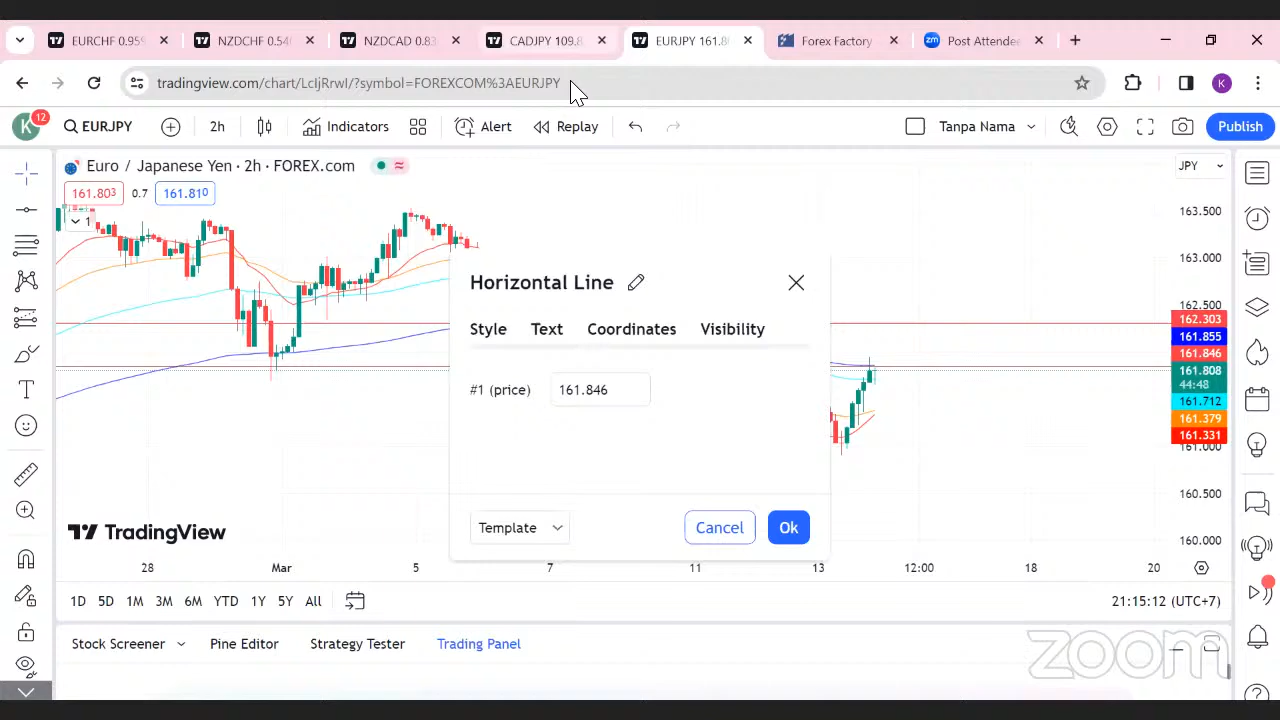 EURCHF 0.95
NZDCHF 0.54
NZDCAD 0.83
CADJPY 109.8
EURJPY 161.8
Forex Factory
zm Post Attende
tradingview.com/chart/LcIjRrwI/?symbol=FOREXCOM%3AEURJPY
K
K 12
EURJPY
2h
Indicators
Alert
Replay
Tanpa Nama
Publish
Euro / Japanese Yen · 2h · FOREX.com
JPY
161.803 0.7 161.810
1
163.500
163.000
162.500
162.303
161.855
161.846
161.808
44:48
161.712
161.379
161.331
161.000
160.500
160.000
Horizontal Line
Style Text Coordinates Visibility
#1 (price) 161.846
Template Cancel Ok
TradingView
28 Mar 5 7 11 13 12:00 18 20
1D 5D 1M 3M 6M YTD 1Y 5Y All
21:15:12 (UTC+7)
Stock Screener Pine Editor Strategy Tester Trading Panel
zoom